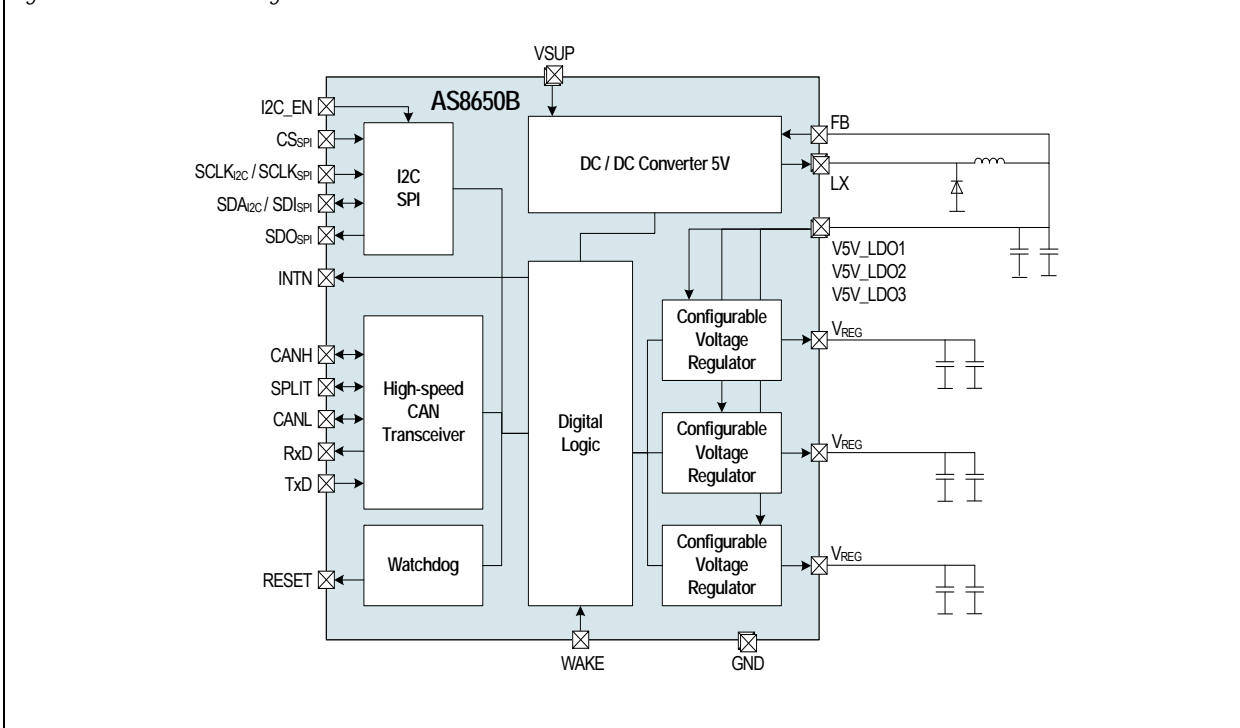 VSUP
AS8650B
I2C_EN
CSSPI
SCLKI2C / SCLKSPI
SDAI2C / SDISPI
SDOSPI
INTN
I2C
SPI
DC / DC Converter 5V
FB
LX
V5V_LDO1
V5V_LDO2
V5V_LDO3
CANH
SPLIT
CANL
RxD
TxD
High-speed
CAN
Transceiver
Digital
Logic
Configurable
Voltage
Regulator
VREG
Configurable
Voltage
Regulator
VREG
Configurable
Voltage
Regulator
VREG
RESET
Watchdog
WAKE
GND